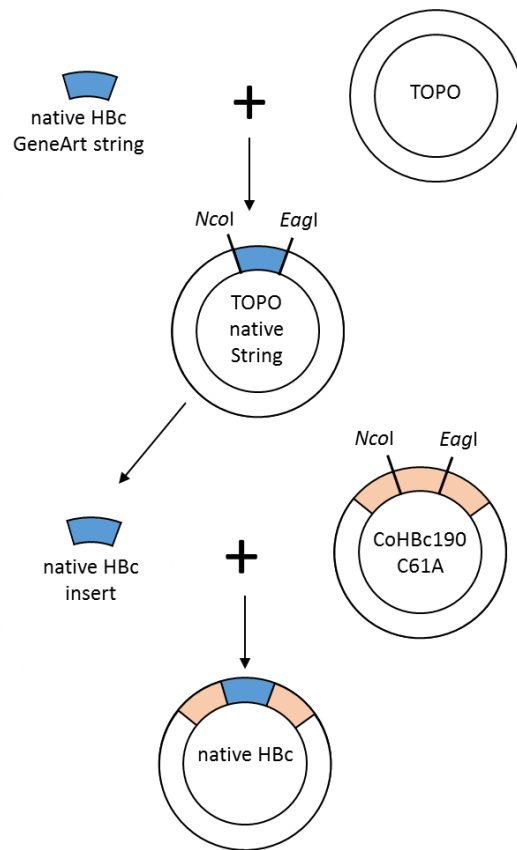 native HBc
GeneArt string
+
TOPO
NcoI
EagI
TOPO
native
String
native HBc
insert
+
NcoI
EagI
CoHBc190
C61A
native HBc